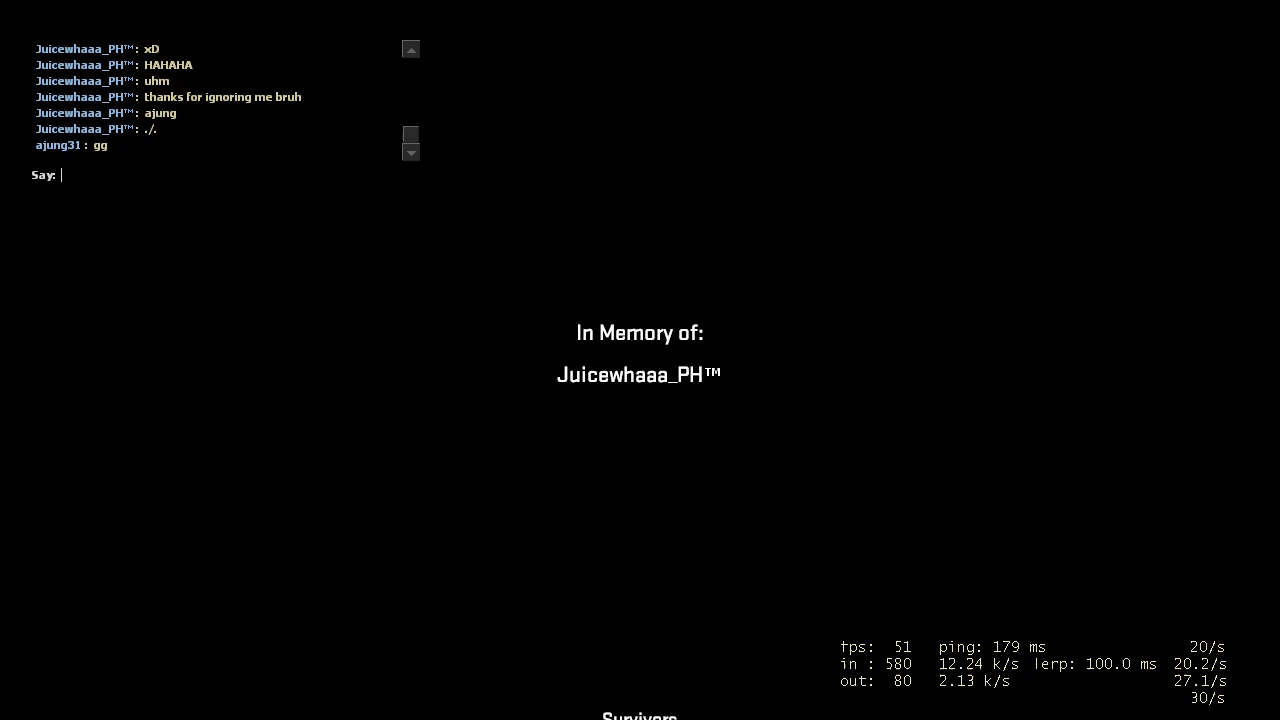 Juicewhaaa_PH™: xD
Juicewhaaa_PH™: HAHAHA
Juicewhaaa_PH™: uhm
Juicewhaaa_PH™: thanks for ignoring me bruh
Juicewhaaa_PH™: ajung
Juicewhaaa_PH™: ./.
ajung31 : gg
Say:
In Memory of:
Juicewhaaa_PH™
fps: 51 ping: 179 ms 20/s
in : 580 12.24 k/s lerp: 100.0 ms 20.2/s
out: 80 2.13 k/s 27.1/s
30/s
Survivors